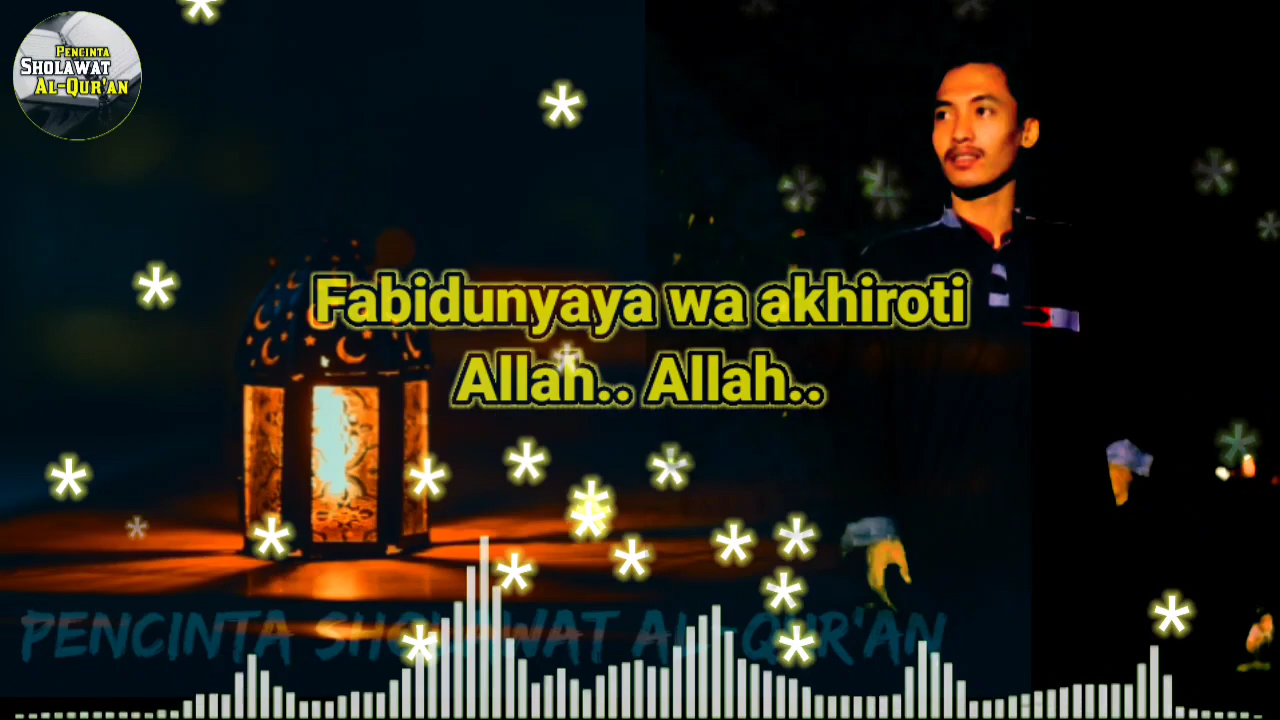 Pencinta
Sholawat
Al-Qur'an
Fabidunyaya wa akhiroti
Allah.. Allah..
PENCINTA SHOLAWAT AL-QUR'AN